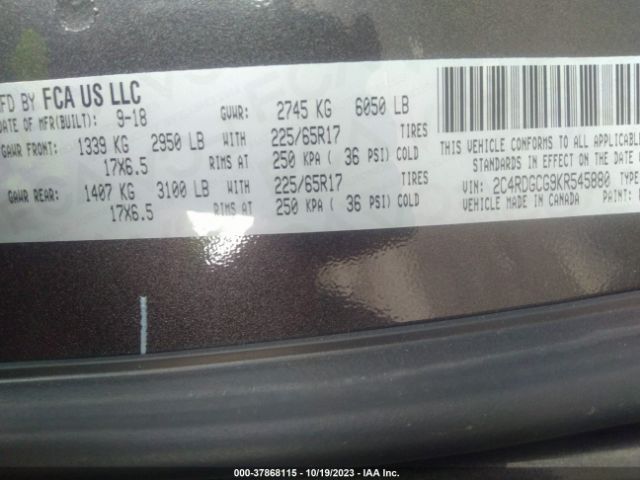 FD BY FCA US LLC
DATE OF MFR(BUILT): 9-18 GVWR: 2745 KG 6050 LB
GAWR FRONT: 1339 KG 2950 LB WITH 225/65R17 TIRES
17X6.5 RIMS AT 250 KPA ( 36 PSI) COLD
GAWR REAR: 1407 KG 3100 LB WITH 225/65R17 TIRES
17X6.5 RIMS AT 250 KPA ( 36 PSI) COLD
THIS VEHICLE CONFORMS TO ALL
STANDARDS IN EFFECT ON THE DATE
VIN: 2C4RDGCG9KR545880 TYPE
VEHICLE MADE IN CANADA PAINT:
000-37868115 - 10/19/2023 - IAA Inc.